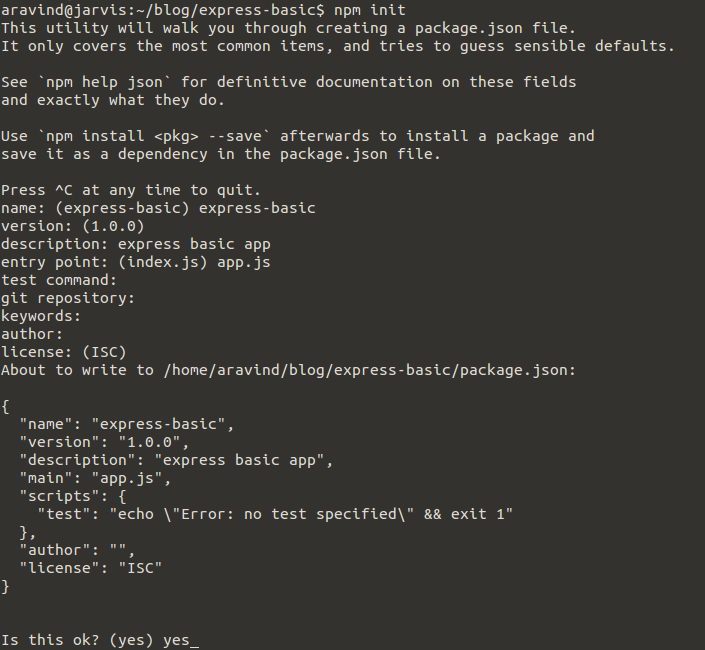 aravind@jarvis:~/blog/express-basic$ npm init
This utility will walk you through creating a package.json file.
It only covers the most common items, and tries to guess sensible defaults.
See `npm help json` for definitive documentation on these fields
and exactly what they do.
Use `npm install <pkg> --save` afterwards to install a package and
save it as a dependency in the package.json file.
Press ^C at any time to quit.
name: (express-basic) express-basic
version: (1.0.0)
description: express basic app
entry point: (index.js) app.js
test command:
git repository:
keywords:
author:
license: (ISC)
About to write to /home/aravind/blog/express-basic/package.json:
{
  "name": "express-basic",
  "version": "1.0.0",
  "description": "express basic app",
  "main": "app.js",
  "scripts": {
    "test": "echo \"Error: no test specified\" && exit 1"
  },
  "author": "",
  "license": "ISC"
}
Is this ok? (yes) yes_